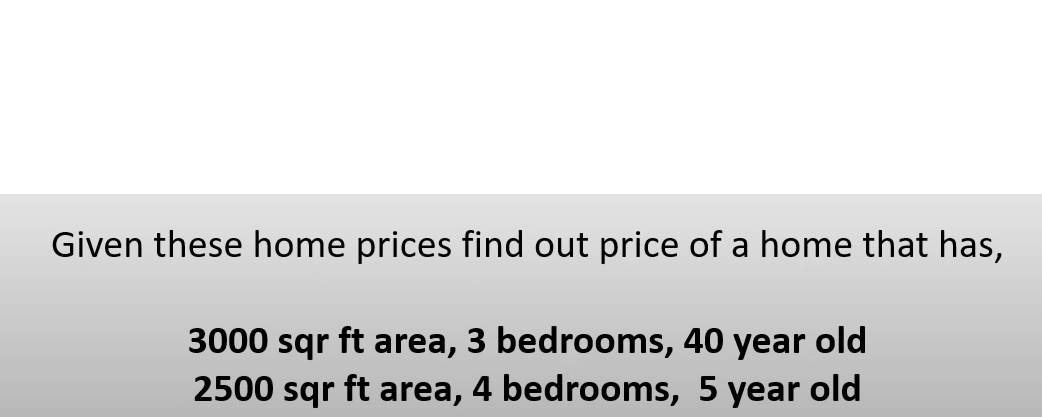 Given these home prices find out price of a home that has,
3000 sqr ft area, 3 bedrooms, 40 year old
2500 sqr ft area, 4 bedrooms,  5 year old